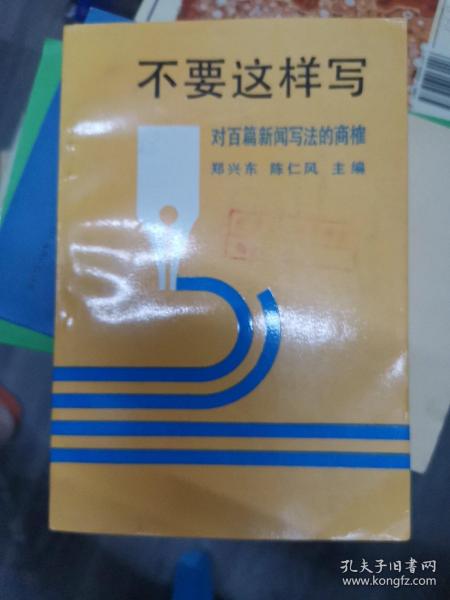 不要这样写
对百篇新闻写法的商榷
郑兴东 陈仁风 主编
孔夫子旧书网
www.kongfz.com